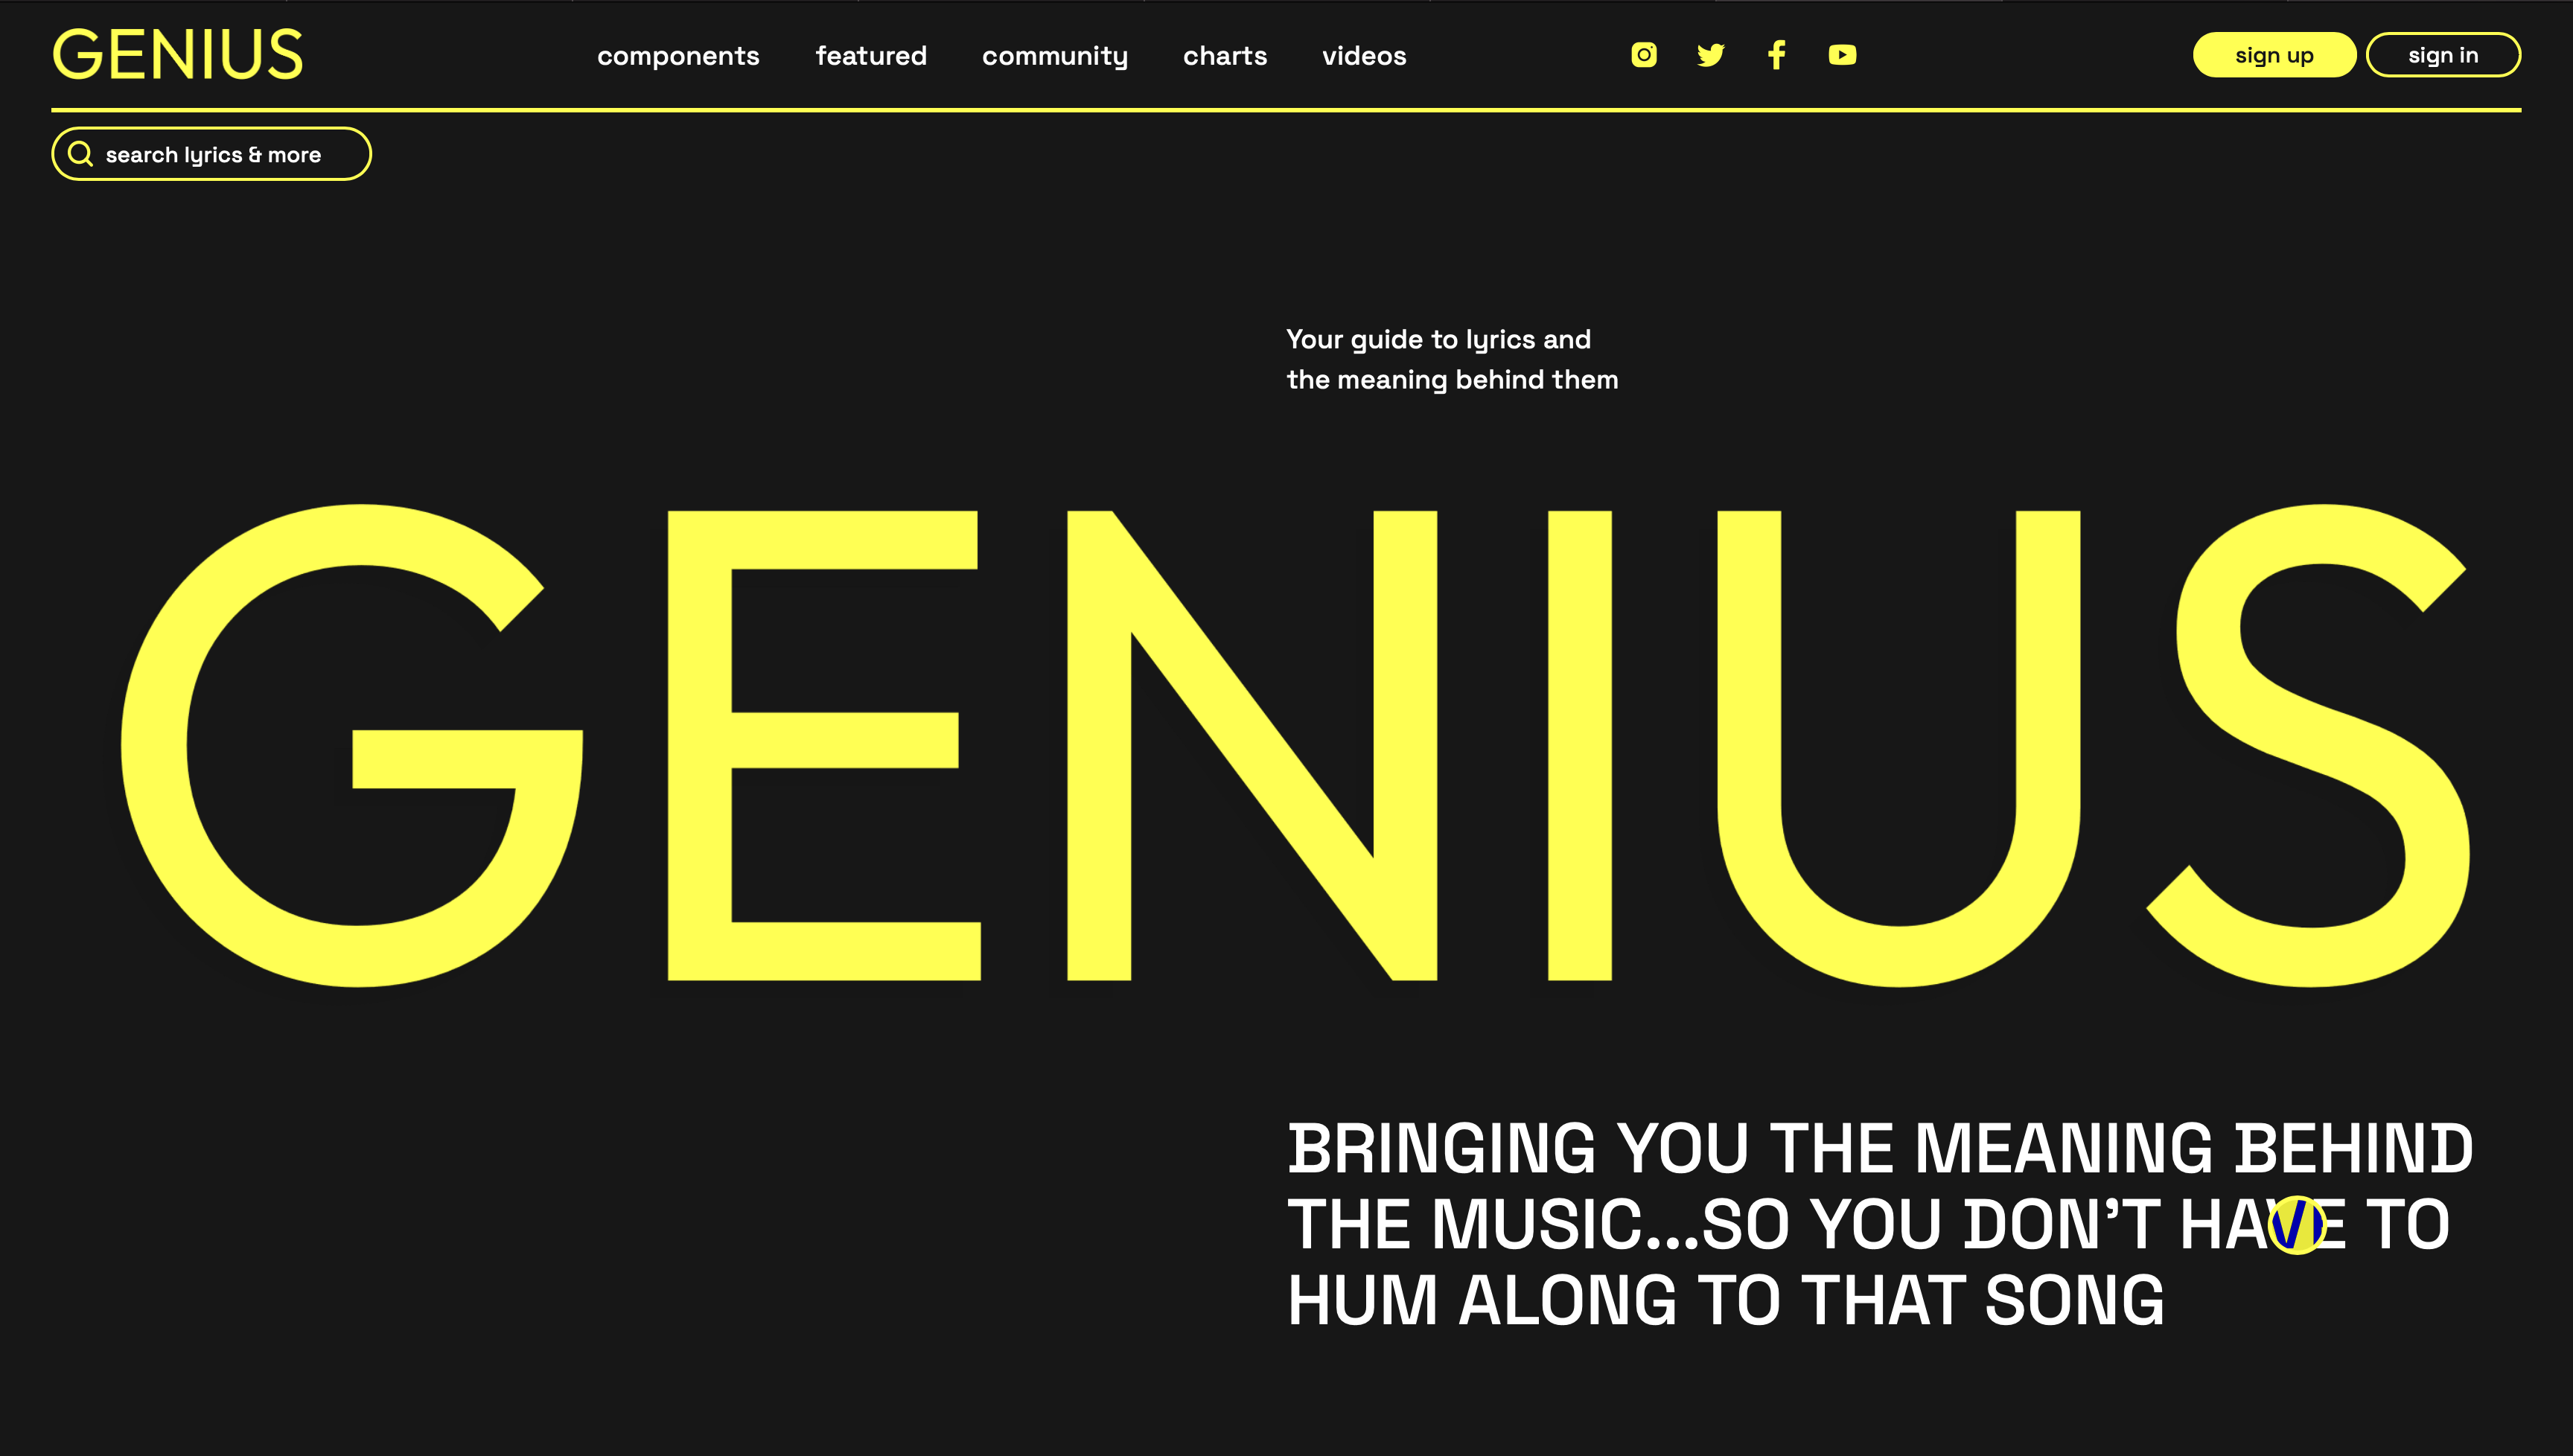 GENIUS
components featured community charts videos
sign up sign in
search lyrics & more
Your guide to lyrics and
the meaning behind them
GENIUS
BRINGING YOU THE MEANING BEHIND
THE MUSIC...SO YOU DON’T HAVE TO
HUM ALONG TO THAT SONG